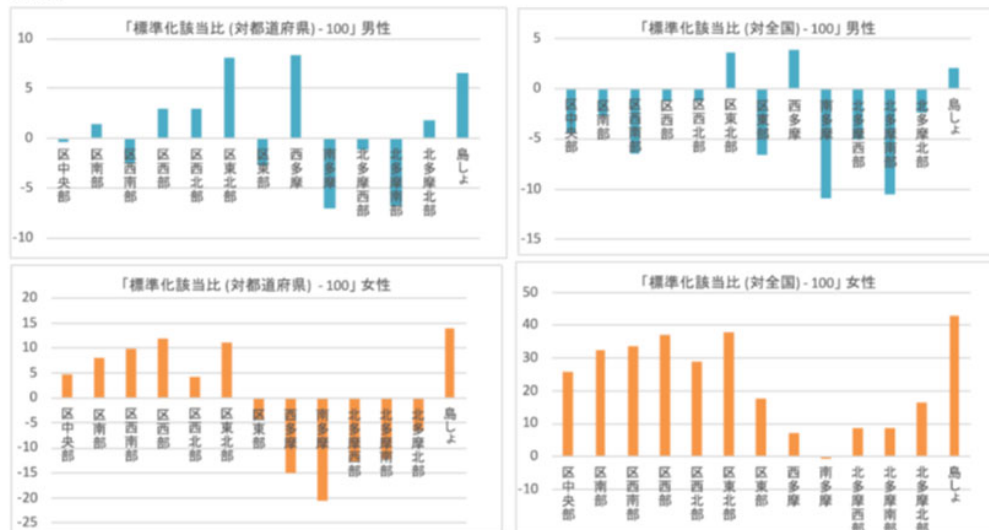 「標準化該当比 (対都道府県) - 100」 男性
10
5
0
-5
-10
区中央部
区南部
区西南部
区西部
区西北部
区東北部
区東部
西多摩
南多摩
北多摩西部
北多摩南部
北多摩北部
島しょ
「標準化該当比 (対全国) - 100」 男性
5
0
-5
-10
-15
区中央部
区南部
区西南部
区西部
区西北部
区東北部
区東部
西多摩
南多摩
北多摩西部
北多摩南部
北多摩北部
島しょ
「標準化該当比 (対都道府県) - 100」 女性
20
15
10
5
0
-5
-10
-15
-20
-25
区中央部
区南部
区西南部
区西部
区西北部
区東北部
区東部
西多摩
南多摩
北多摩西部
北多摩南部
北多摩北部
島しょ
「標準化該当比 (対全国) - 100」 女性
50
40
30
20
10
0
-10
区中央部
区南部
区西南部
区西部
区西北部
区東北部
区東部
西多摩
南多摩
北多摩西部
北多摩南部
北多摩北部
島しょ